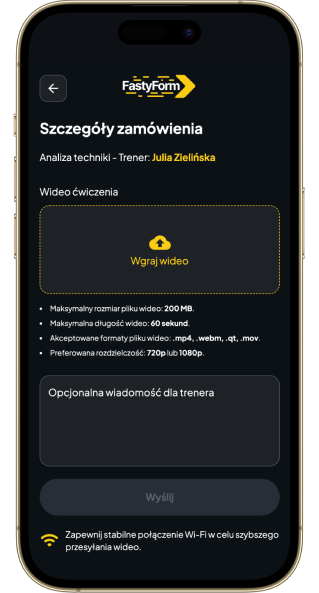 FastyForm
Szczegóły zamówienia
Analiza techniki - Trener: Julia Zielińska
Wideo ćwiczenia
Wgraj wideo
• Maksymalny rozmiar pliku wideo: 200 MB.
• Maksymalna długość wideo: 60 sekund.
• Akceptowane formaty pliku wideo: .mp4, .webm, .qt, .mov.
• Preferowana rozdzielczość: 720p lub 1080p.
Opcjonalna wiadomość dla trenera
Wyślij
Zapewnij stabilne połączenie Wi-Fi w celu szybszego
przesyłania wideo.